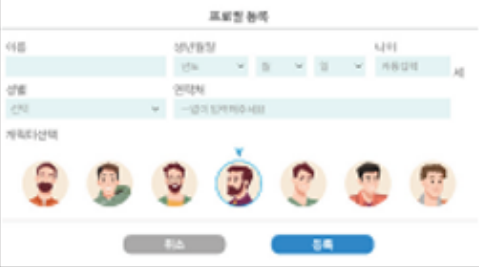 프로필 등록
이름 생년월일 나이
년도 월 일 자동입력 세
성별 연락처
선택 -없이 입력해주세요
캐릭터선택
취소 등록